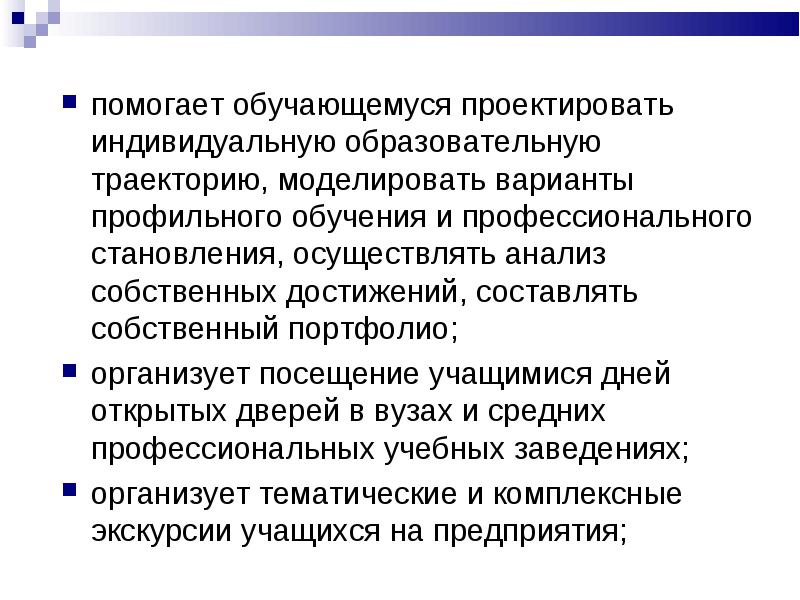 помогает обучающемуся проектировать
индивидуальную образовательную
траекторию, моделировать варианты
профильного обучения и профессионального
становления, осуществлять анализ
собственных достижений, составлять
собственный портфолио;
организует посещение учащимися дней
открытых дверей в вузах и средних
профессиональных учебных заведениях;
организует тематические и комплексные
экскурсии учащихся на предприятия;